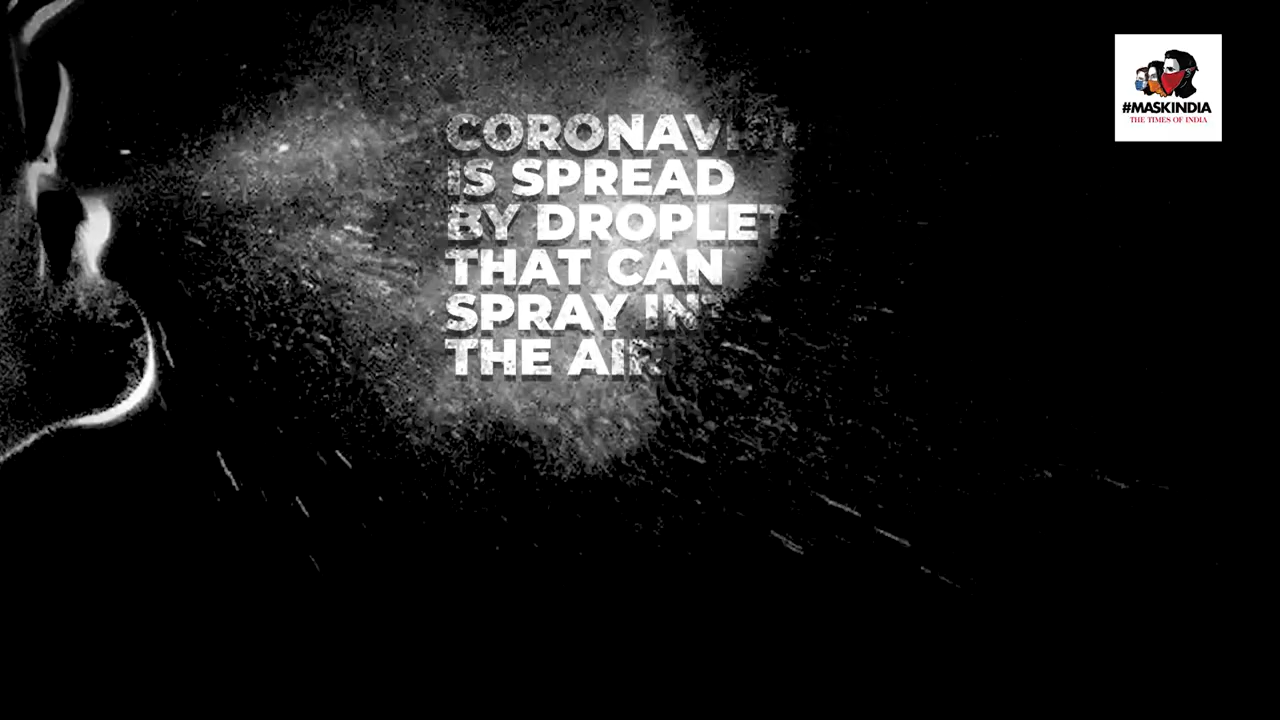 IS SPREAD
BY
THAT CAN
SPRAY
THE AIR
#MASKINDIA
THE TIMES OF INDIA